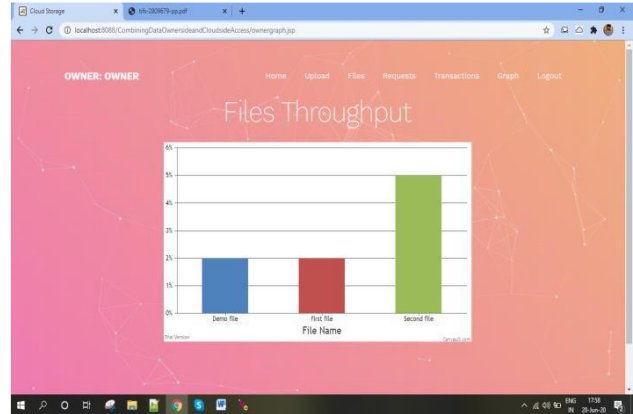 Cloud Storage
tifs-2809679-pp.pdf
localhost:8088/CombiningDataOwnersideandCloudsideAccess/ownergraph.jsp
OWNER: OWNER Home Upload Files Requests Transactions Graph Logout
Files Throughput
6%
5%
4%
3%
2%
1%
0%
Demo file first file Second file
File Name
Trial Version CanvasJS.com
ENG 17:58
IN 28-Jun-20